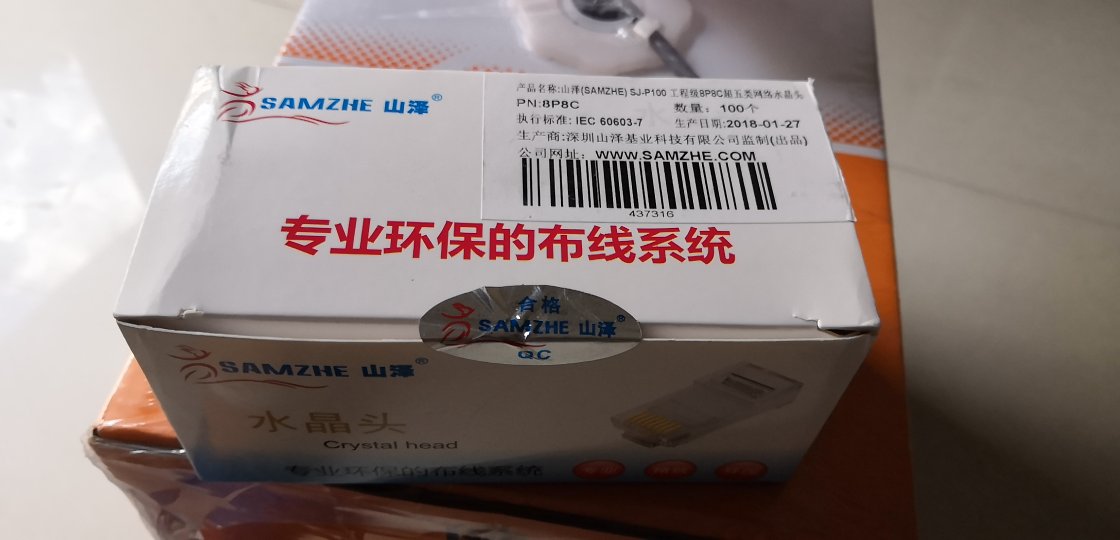 SAMZHE 山泽®
产品名称:山泽(SAMZHE) SJ-P100 工程级8P8C超五类网络水晶头
PN:8P8C 数量：100个
执行标准: IEC 60603-7 生产日期:2018-01-27
生产商:深圳山泽基业科技有限公司监制(出品)
公司网址：WWW.SAMZHE.COM
437316
专业环保的布线系统
合格
SAMZHE 山泽®
QC
SAMZHE 山泽®
水晶头
Crystal head
专业环保的布线系统
专业